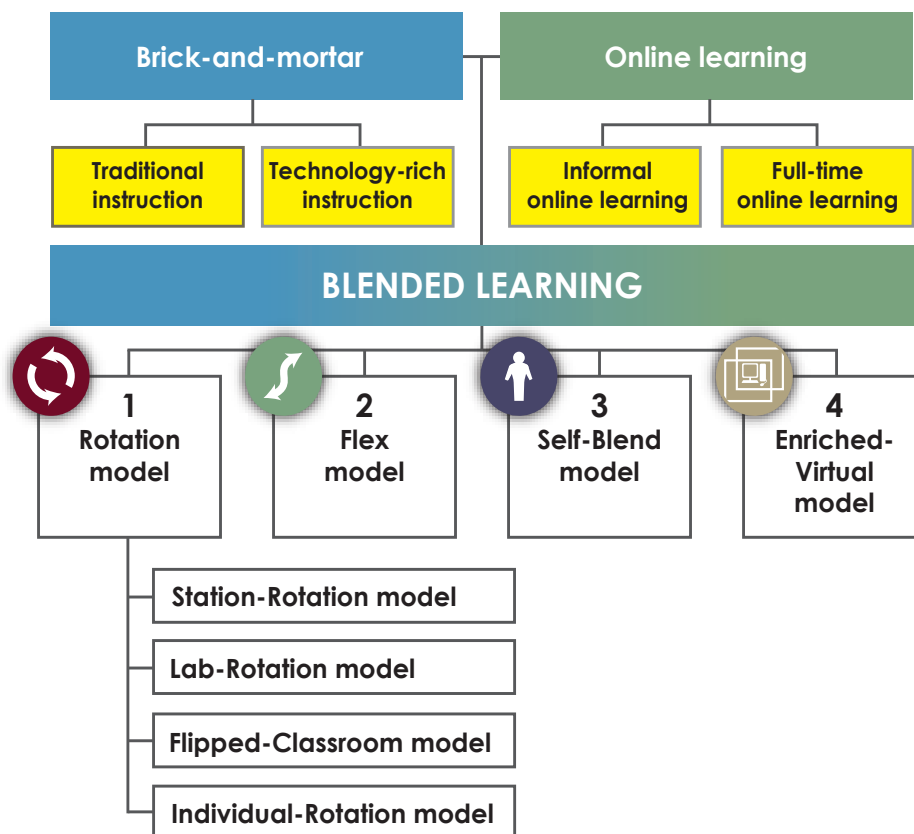 Brick-and-mortar
Online learning
Traditional
instruction
Technology-rich
instruction
Informal
online learning
Full-time
online learning
BLENDED LEARNING
1
Rotation
model
2
Flex
model
3
Self-Blend
model
4
Enriched-
Virtual
model
Station-Rotation model
Lab-Rotation model
Flipped-Classroom model
Individual-Rotation model